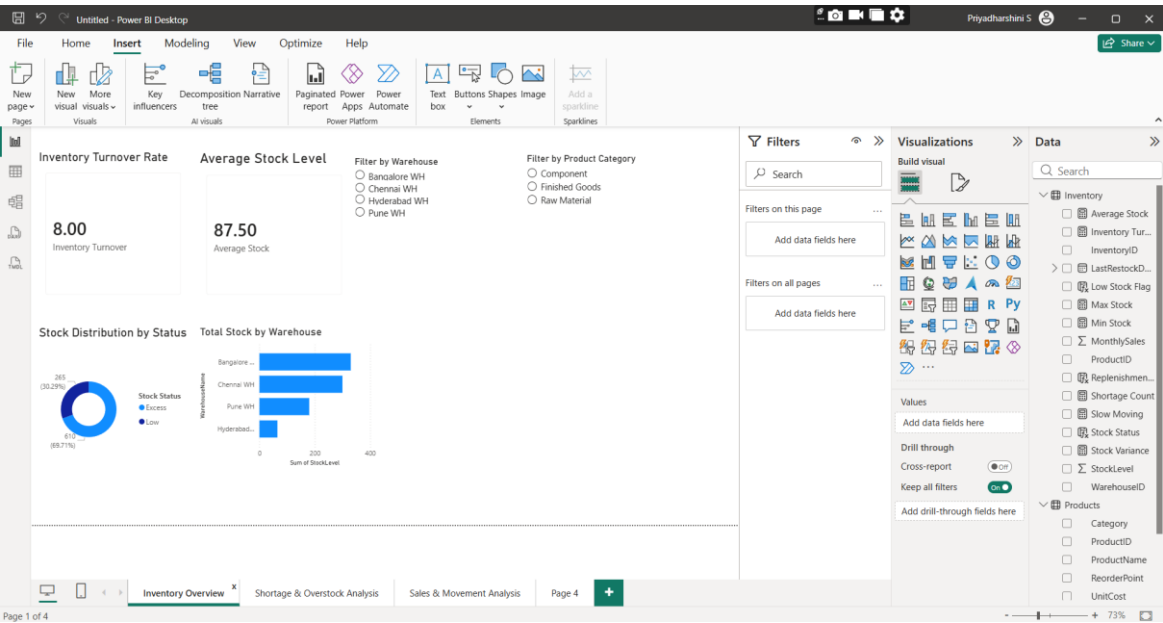 Untitled - Power BI Desktop
Priyadharshini S
File Home Insert Modeling View Optimize Help
Share
New page
New visual
More visuals
Key influencers
Decomposition tree
Narrative
Paginated report
Power Apps
Power Automate
Text box
Buttons
Shapes
Image
Add a sparkline
Pages
Visuals
AI visuals
Power Platform
Elements
Sparklines
Inventory Turnover Rate
8.00
Inventory Turnover
Average Stock Level
87.50
Average Stock
Filter by Warehouse
Bangalore WH
Chennai WH
Hyderabad WH
Pune WH
Filter by Product Category
Component
Finished Goods
Raw Material
Stock Distribution by Status
265
(30.29%)
610
(69.71%)
Stock Status
Excess
Low
Total Stock by Warehouse
WarehouseName
Bangalore ...
Chennai WH
Pune WH
Hyderabad...
0 200 400
Sum of StockLevel
Filters
Search
Filters on this page ...
Add data fields here
Filters on all pages ...
Add data fields here
Visualizations
Build visual
R Py
...
Values
Add data fields here
Drill through
Cross-report Off
Keep all filters On
Add drill-through fields here
Data
Search
Inventory
Average Stock
Inventory Tur...
InventoryID
LastRestockD...
Low Stock Flag
Max Stock
Min Stock
MonthlySales
ProductID
Replenishmen...
Shortage Count
Slow Moving
Stock Status
Stock Variance
StockLevel
WarehouseID
Products
Category
ProductID
ProductName
ReorderPoint
UnitCost
Inventory Overview x
Shortage & Overstock Analysis
Sales & Movement Analysis
Page 4
+
Page 1 of 4
- + 73%